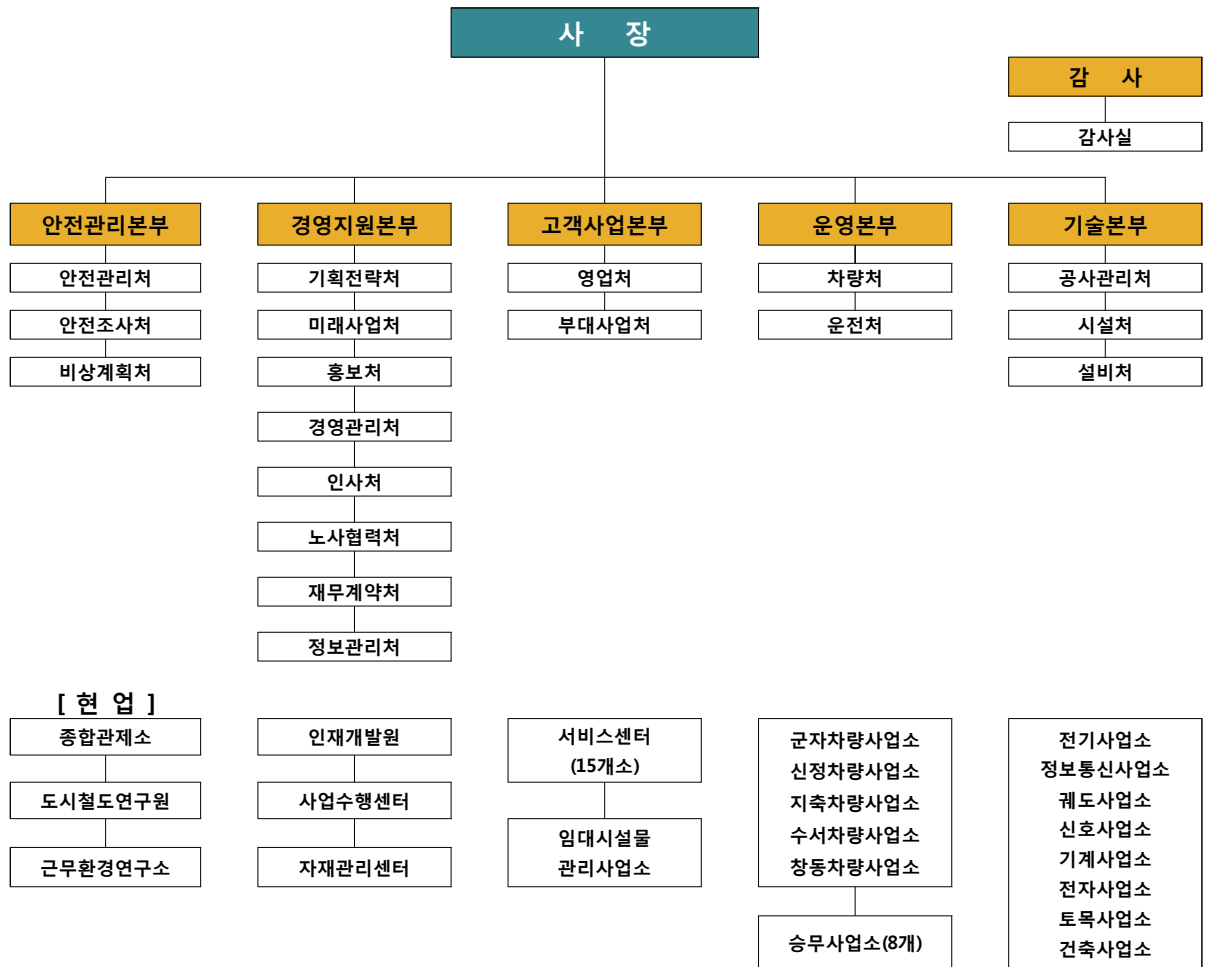 사 장
감 사
감사실
안전관리본부
안전관리처
안전조사처
비상계획처
경영지원본부
기획전략처
미래사업처
홍보처
경영관리처
인사처
노사협력처
재무계약처
정보관리처
고객사업본부
영업처
부대사업처
운영본부
차량처
운전처
기술본부
공사관리처
시설처
설비처
[ 현 업 ]
종합관제소
도시철도연구원
근무환경연구소
인재개발원
사업수행센터
자재관리센터
서비스센터
(15개소)
임대시설물
관리사업소
군자차량사업소
신정차량사업소
지축차량사업소
수서차량사업소
창동차량사업소
승무사업소(8개)
전기사업소
정보통신사업소
궤도사업소
신호사업소
기계사업소
전자사업소
토목사업소
건축사업소